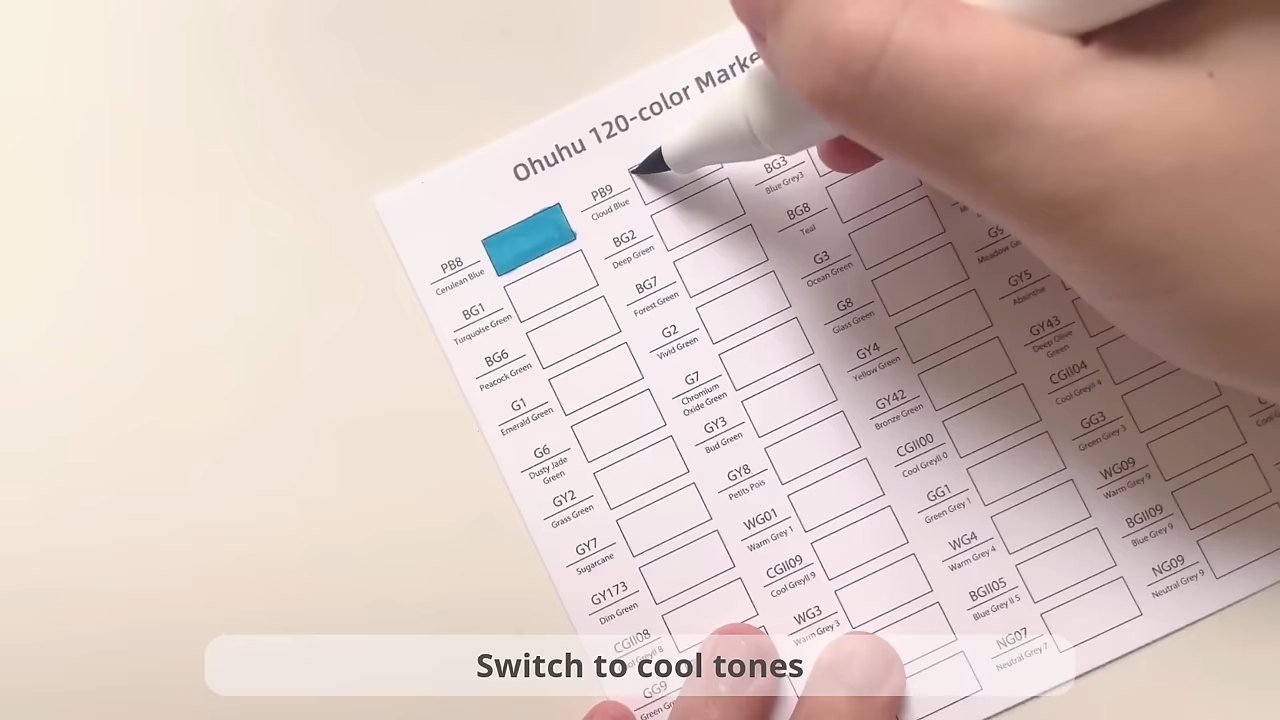 Ohuhu 120-color
PB8
Cerulean Blue
BG1
Turquoise Green
BG6
Peacock Green
G1
Emerald Green
G6
Dusty Jade
Green
GY2
Grass Green
GY7
Sugarcane
GY173
Dim Green
CGII08
GG9
PB9
Cloud Blue
BG2
Deep Green
BG7
Forest Green
G2
Vivid Green
G7
Chromium
Oxide Green
GY3
Bud Green
GY8
Petits Pois
WG01
Warm Grey 1
CGII09
Cool GreyII 9
WG3
Warm Grey 3
BG3
Blue Grey3
BG8
Teal
G3
Ocean Green
G8
Glass Green
GY4
Yellow Green
GY42
Bronze Green
CGII00
Cool GreyII 0
GG1
Green Grey 1
WG4
Warm Grey 4
BGII05
Blue Grey II 5
NG07
Neutral Grey 7
Meadow
GY5
Absinthe
GY43
Deep Olive
Green
CGII04
Cool GreyII 4
GG3
Green Grey 3
WG09
Warm Grey 9
BGII09
Blue Grey 9
NG09
Neutral Grey 9
Switch to cool tones